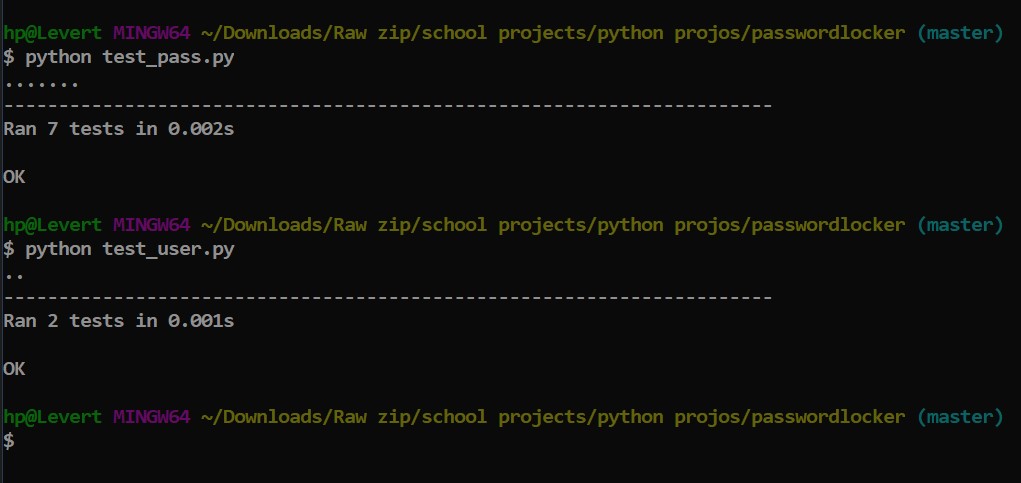 hp@Levert MINGW64 ~/Downloads/Raw zip/school projects/python projos/passwordlocker (master)
$ python test_pass.py
.......
----------------------------------------------------------------------
Ran 7 tests in 0.002s
OK
hp@Levert MINGW64 ~/Downloads/Raw zip/school projects/python projos/passwordlocker (master)
$ python test_user.py
..
----------------------------------------------------------------------
Ran 2 tests in 0.001s
OK
hp@Levert MINGW64 ~/Downloads/Raw zip/school projects/python projos/passwordlocker (master)
$